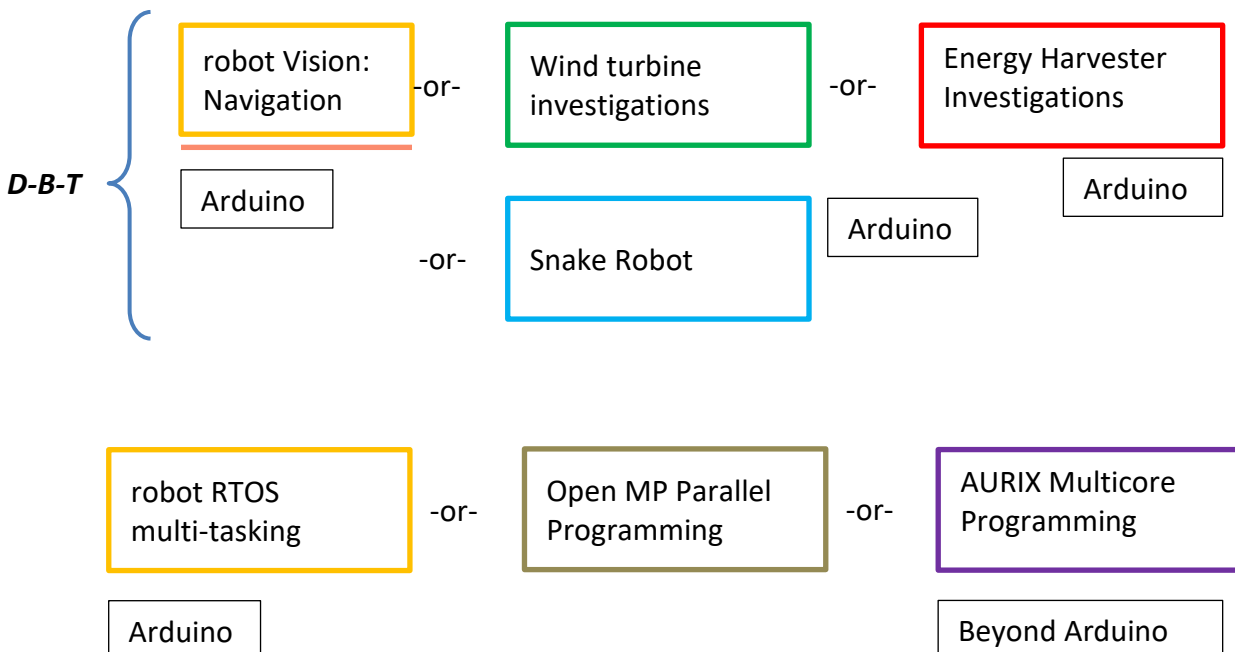 robot Vision:
Navigation
-or-
Wind turbine
investigations
-or-
Energy Harvester
Investigations
D-B-T
Arduino
Arduino
Arduino
-or-
Snake Robot
robot RTOS
multi-tasking
-or-
Open MP Parallel
Programming
-or-
AURIX Multicore
Programming
Arduino
Beyond Arduino